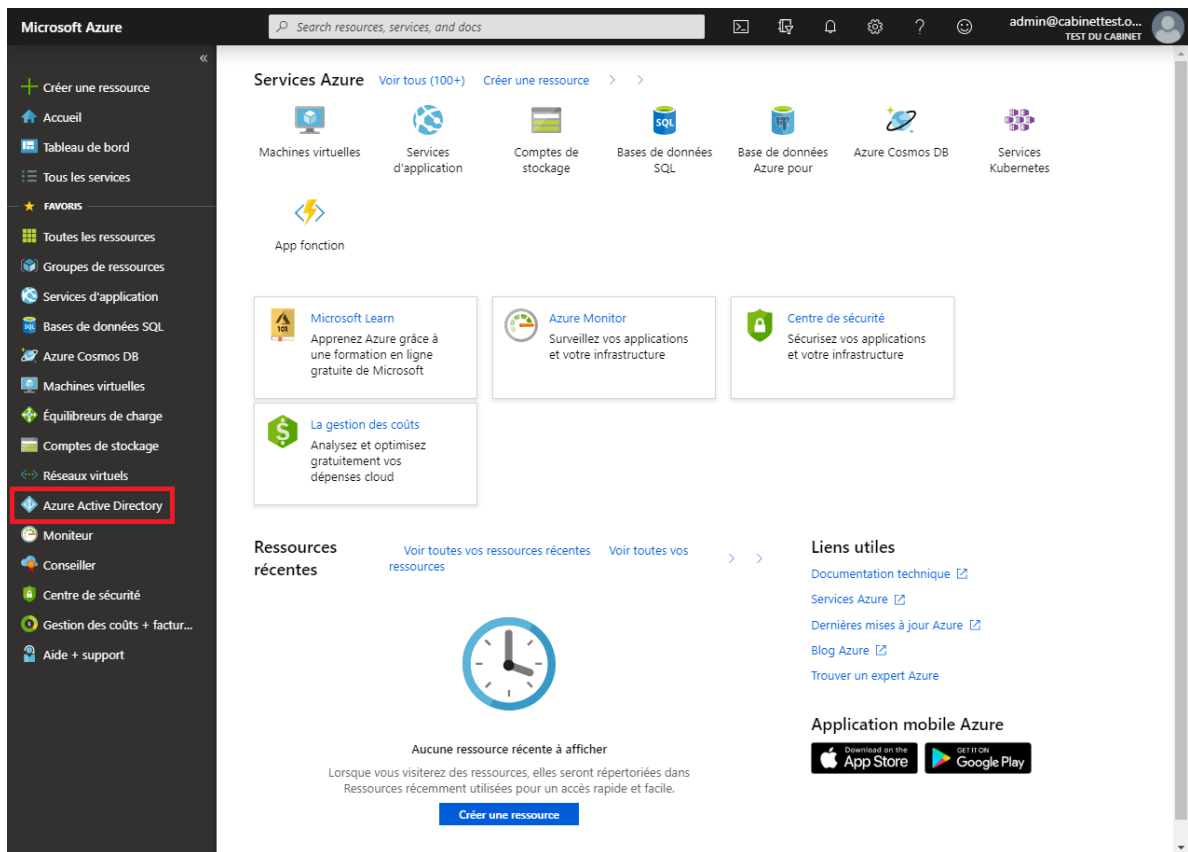 Microsoft Azure
Search resources, services, and docs
admin@cabinettest.o...
TEST DU CABINET
Créer une ressource
Accueil
Tableau de bord
Tous les services
FAVORIS
Toutes les ressources
Groupes de ressources
Services d'application
Bases de données SQL
Azure Cosmos DB
Machines virtuelles
Équilibreurs de charge
Comptes de stockage
Réseaux virtuels
Azure Active Directory
Moniteur
Conseiller
Centre de sécurité
Gestion des coûts + factur...
Aide + support
Services Azure Voir tous (100+) Créer une ressource
Machines virtuelles
Services
d'application
Comptes de
stockage
SQL
Bases de données
SQL
Base de données
Azure pour
Azure Cosmos DB
Services
Kubernetes
App fonction
101
Microsoft Learn
Apprenez Azure grâce à
une formation en ligne
gratuite de Microsoft
Azure Monitor
Surveillez vos applications
et votre infrastructure
Centre de sécurité
Sécurisez vos applications
et votre infrastructure
La gestion des coûts
Analysez et optimisez
gratuitement vos
dépenses cloud
Ressources
récentes
Voir toutes vos ressources récentes Voir toutes vos
ressources
Aucune ressource récente à afficher
Lorsque vous visiterez des ressources, elles seront répertoriées dans
Ressources récemment utilisées pour un accès rapide et facile.
Créer une ressource
Liens utiles
Documentation technique
Services Azure
Dernières mises à jour Azure
Blog Azure
Trouver un expert Azure
Application mobile Azure
Download on the
App Store
GET IT ON
Google Play